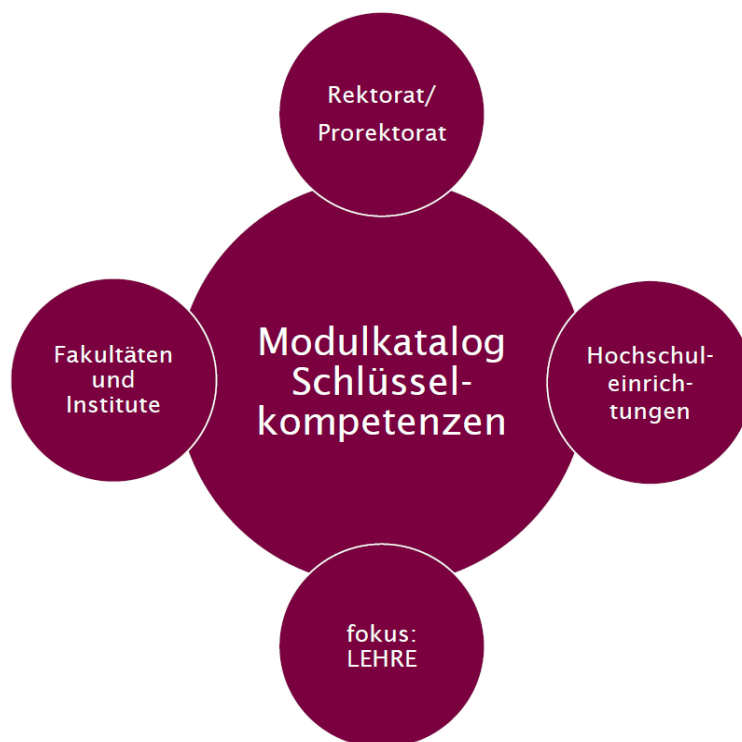 Rektorat/
Prorektorat
Fakultäten
und
Institute
Modulkatalog
Schlüssel-
kompetenzen
Hochschul-
einrich-
tungen
fokus:
LEHRE